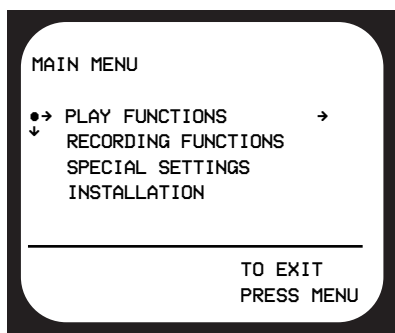 MAIN MENU
●→ PLAY FUNCTIONS →
↓ RECORDING FUNCTIONS
SPECIAL SETTINGS
INSTALLATION
TO EXIT
PRESS MENU